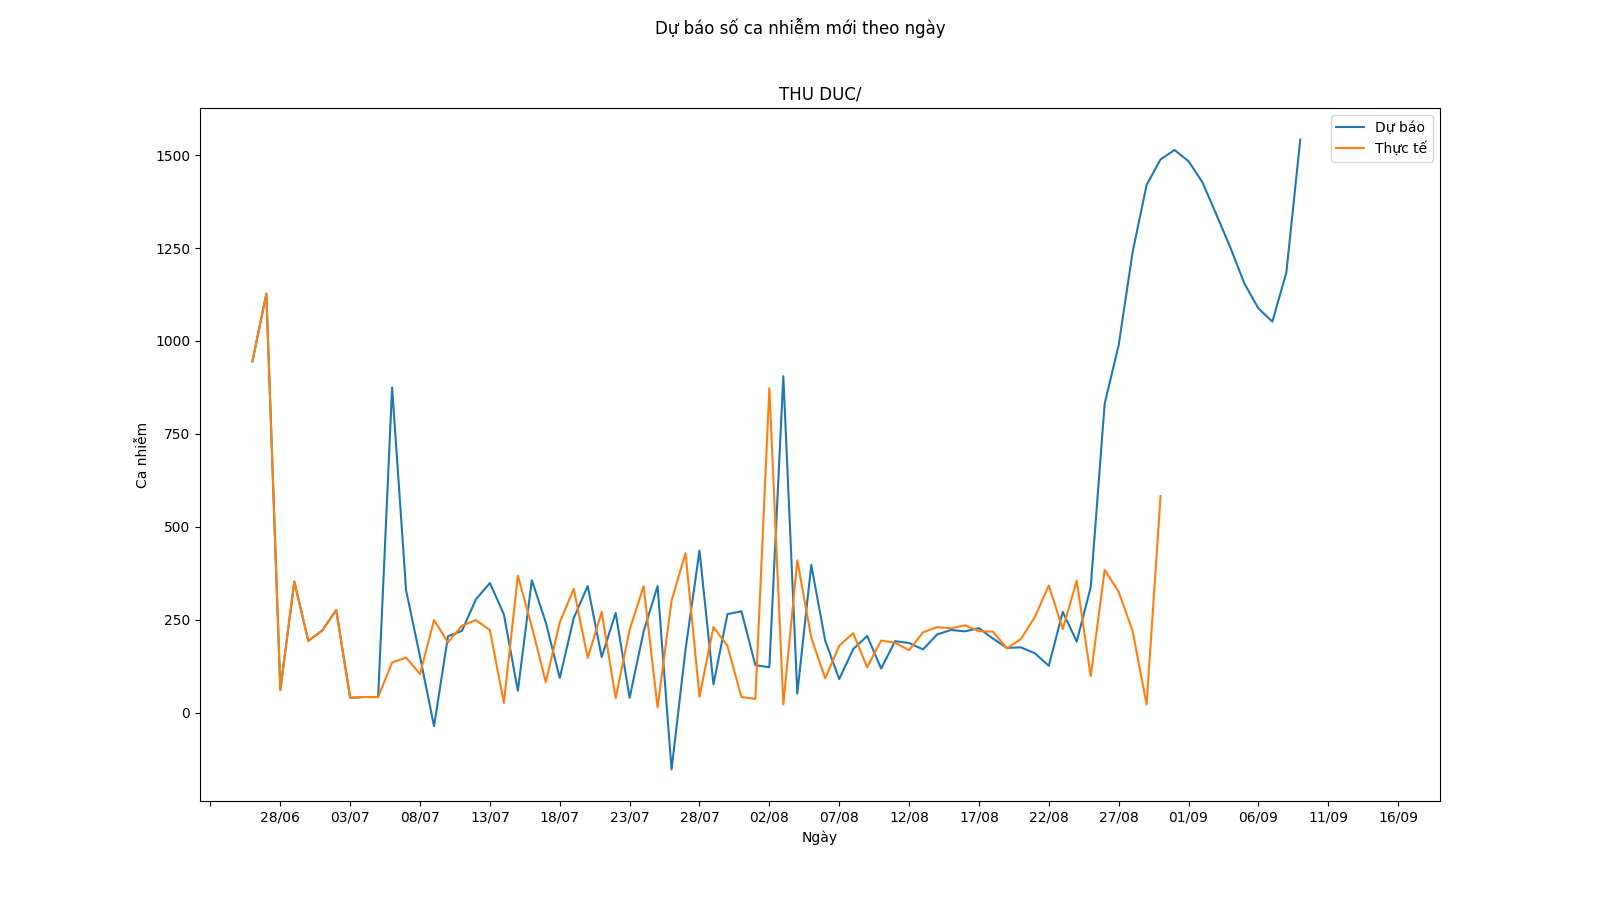 Dự báo số ca nhiễm mới theo ngày
THU DUC/
Dự báo
Thực tế
1500
1250
1000
750
500
250
0
Ca nhiễm
28/06 03/07 08/07 13/07 18/07 23/07 28/07 02/08 07/08 12/08 17/08 22/08 27/08 01/09 06/09 11/09 16/09
Ngày